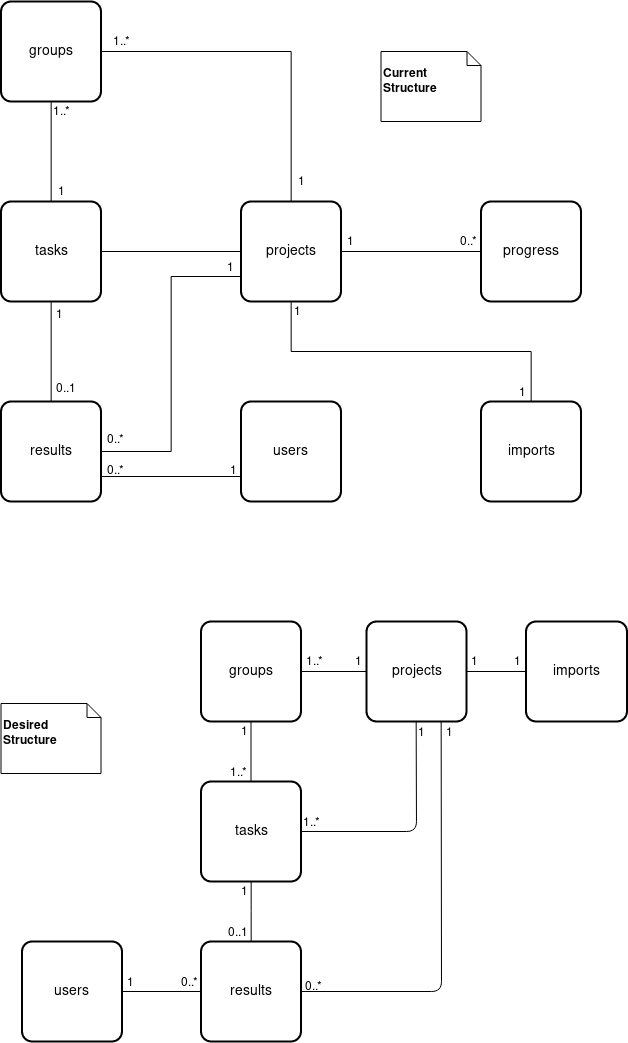 groups
1..*
Current
Structure
1..*
1
1
tasks
projects
1
0..*
progress
1
1
1
0..1
1
results
0..*
0..*
1
users
imports
groups
1..*
1
projects
1
1
imports
Desired
Structure
1
1
1
1..*
tasks
1..*
1
0..1
users
1
0..*
results
0..*